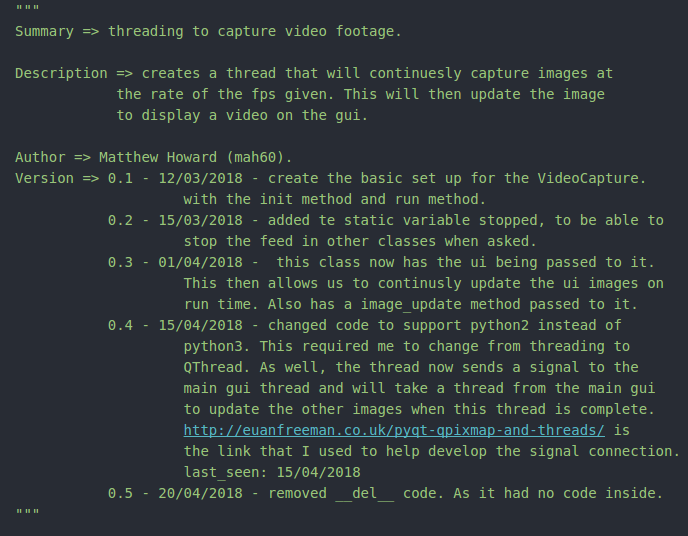 """
Summary => threading to capture video footage.
Description => creates a thread that will continuesly capture images at
the rate of the fps given. This will then update the image
to display a video on the gui.
Author => Matthew Howard (mah60).
Version => 0.1 - 12/03/2018 - create the basic set up for the VideoCapture.
with the init method and run method.
0.2 - 15/03/2018 - added te static variable stopped, to be able to
stop the feed in other classes when asked.
0.3 - 01/04/2018 -  this class now has the ui being passed to it.
This then allows us to continusly update the ui images on
run time. Also has a image_update method passed to it.
0.4 - 15/04/2018 - changed code to support python2 instead of
python3. This required me to change from threading to
QThread. As well, the thread now sends a signal to the
main gui thread and will take a thread from the main gui
to update the other images when this thread is complete.
http://euanfreeman.co.uk/pyqt-qpixmap-and-threads/ is
the link that I used to help develop the signal connection.
last_seen: 15/04/2018
0.5 - 20/04/2018 - removed __del__ code. As it had no code inside.
"""